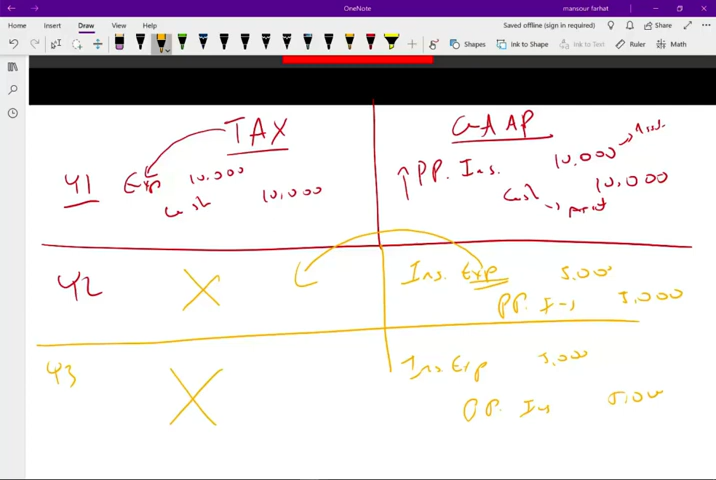 OneNote
mansour farhat
Home Insert Draw View Help
Saved offline (sign in required) Share
Shapes Ink to Shape Ink to Text Ruler Math
TAX GAAP
Y1 Exp 10,000 ↑PP. Ins. 10,000
Cash 10,000 Cash 10,000
Y2 X Ins. Exp 5,000
PP. Ins 5,000
Y3 X Ins Exp 5,000
PP. Ins 5,000